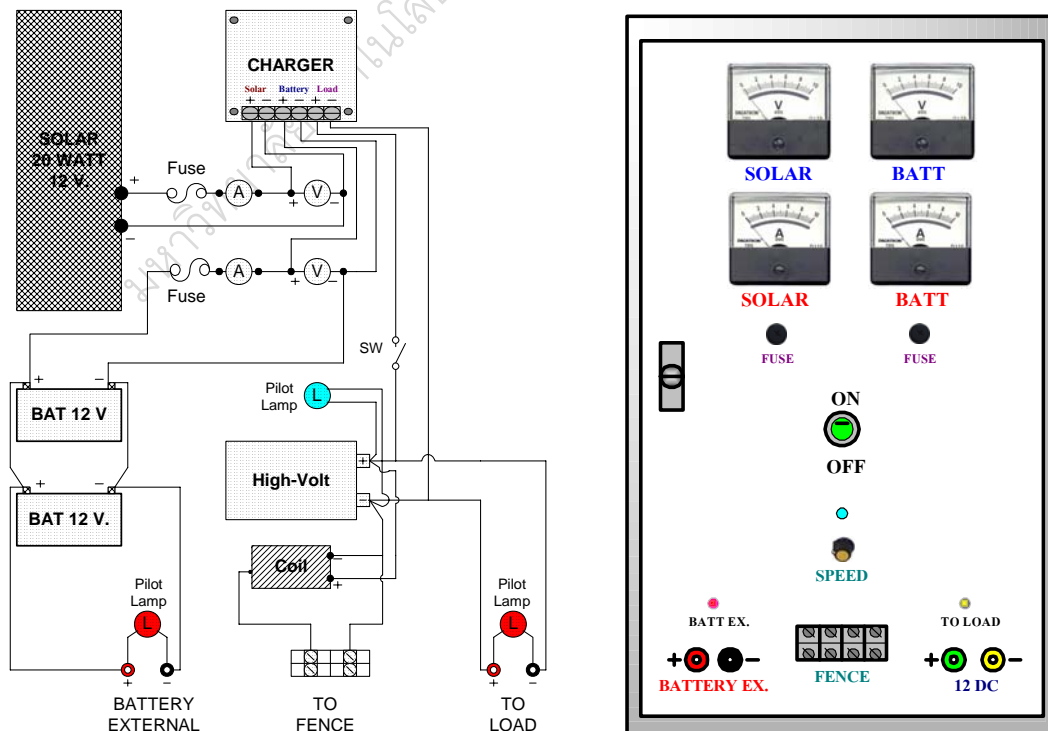 CHARGER
Solar Battery Load
+ − + − + −
SOLAR
20 WATT
12 V.
+
−
Fuse
A
V
+ −
A
V
+ −
Fuse
SW
+ −
BAT 12 V
+ −
BAT 12 V.
Pilot
Lamp
L
High-Volt
+
−
Coil
−
+
Pilot
Lamp
L
+ −
BATTERY
EXTERNAL
TO
FENCE
Pilot
Lamp
L
+ −
TO
LOAD
V
V
SOLAR BATT
A
A
SOLAR BATT
FUSE FUSE
ON
OFF
SPEED
BATT EX.
TO LOAD
+ −
BATTERY EX.
FENCE
+ −
12 DC